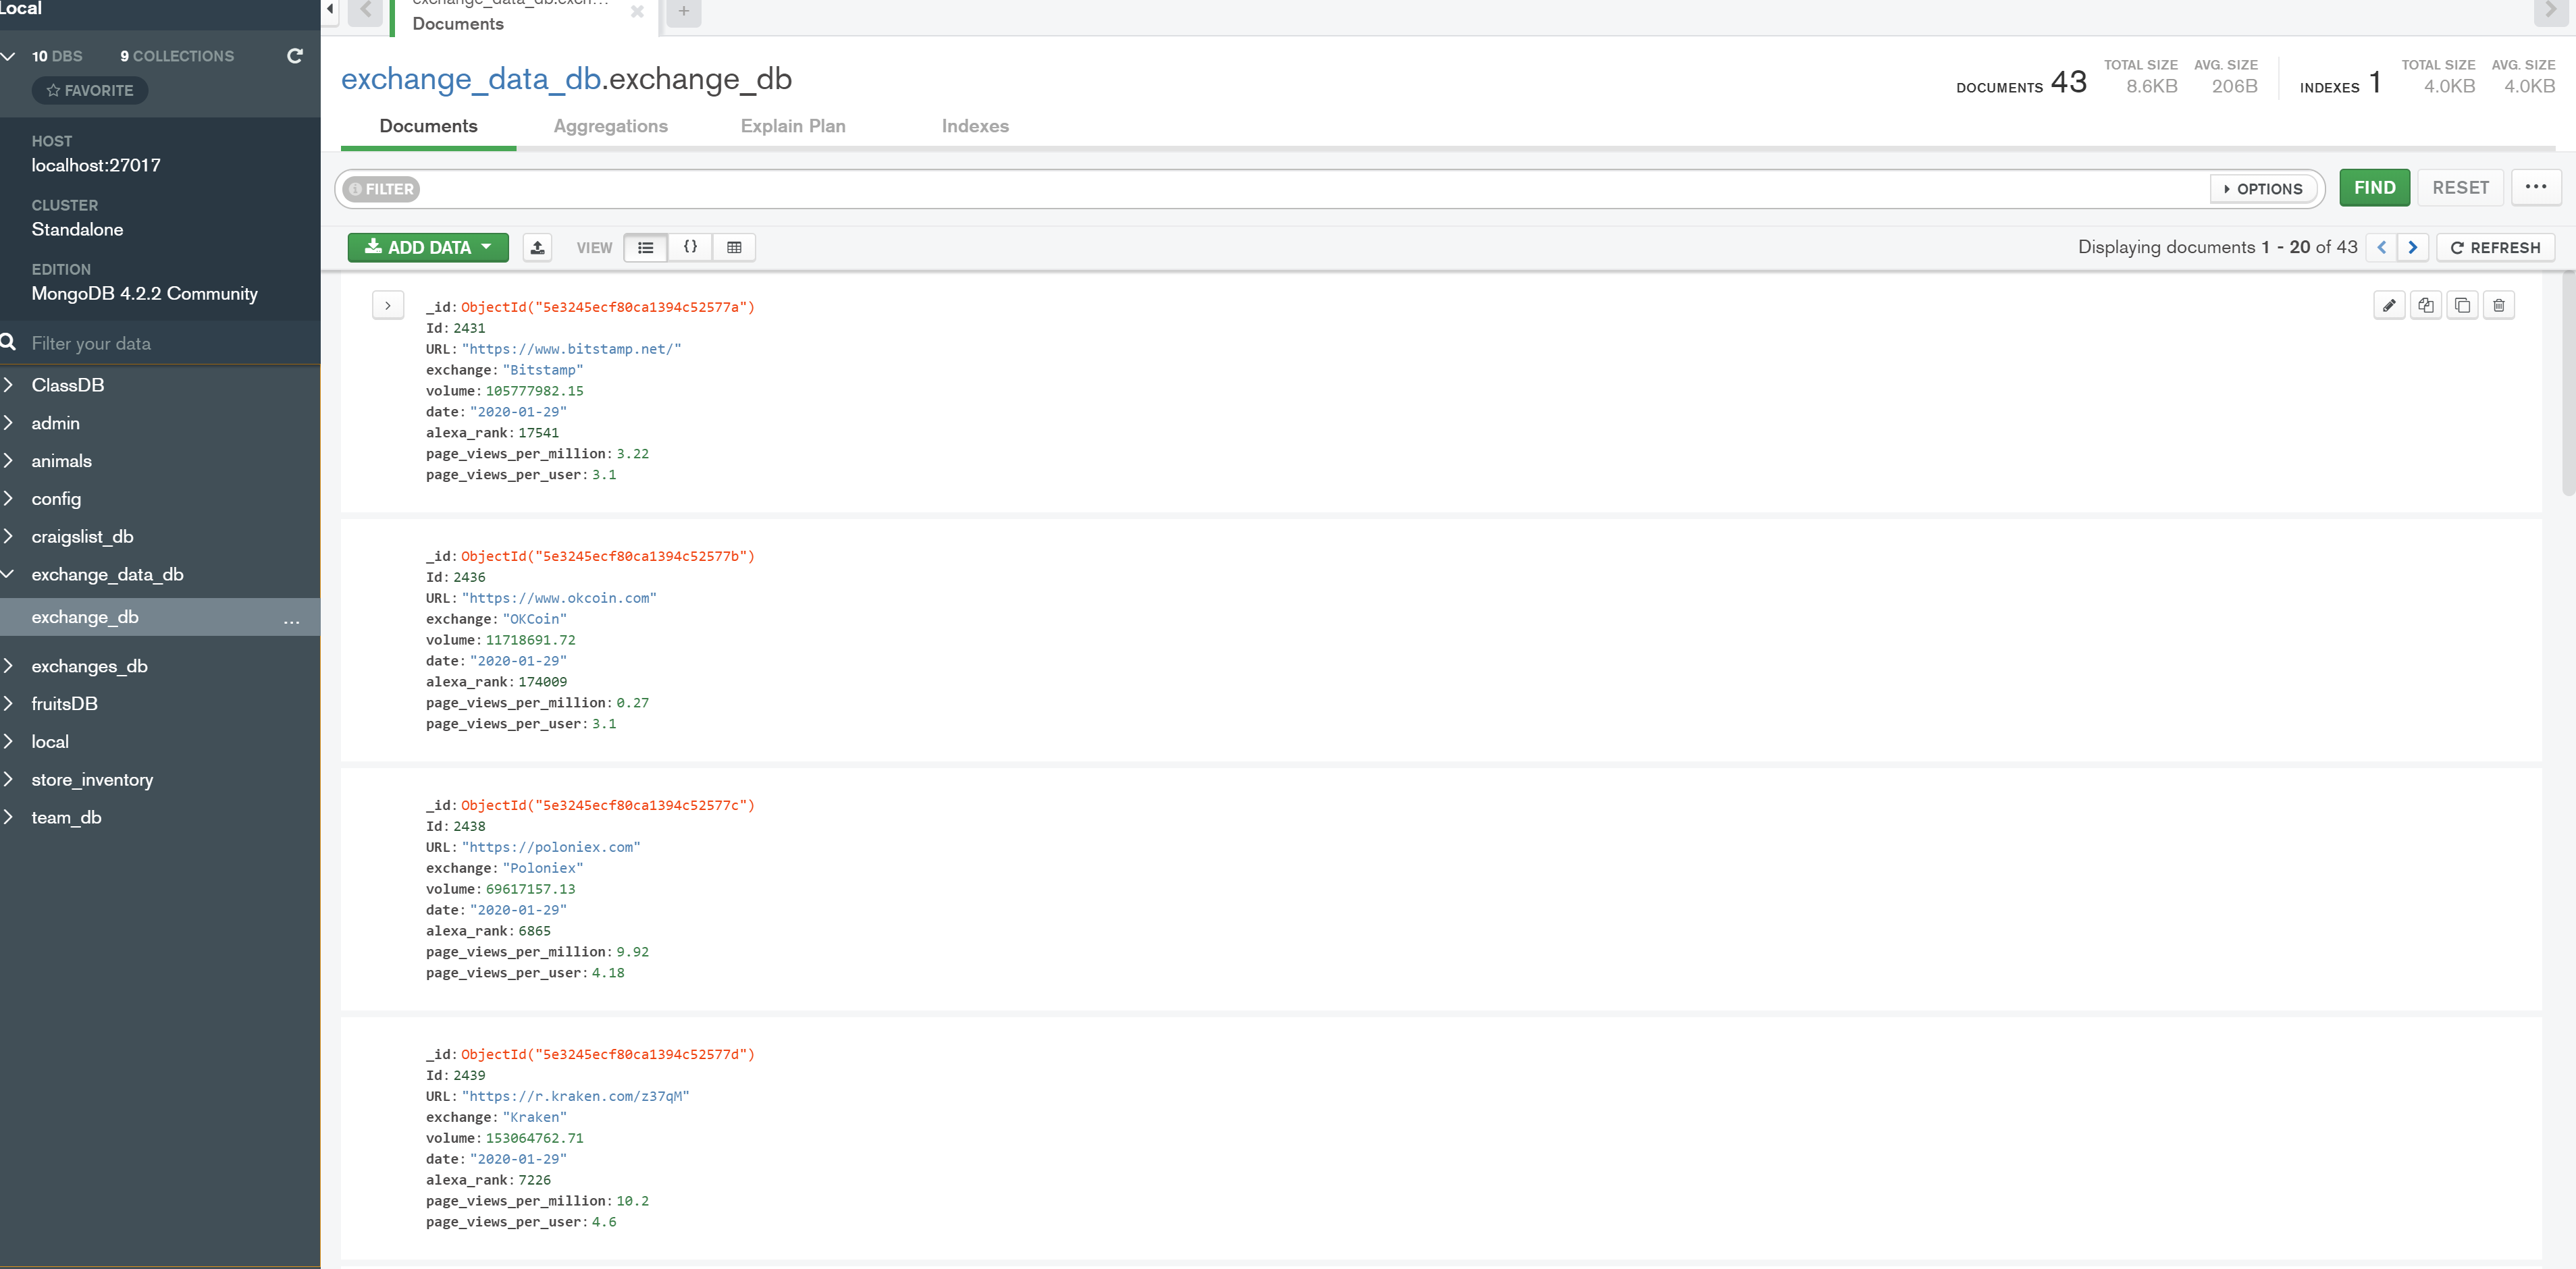 Local
10 DBS 9 COLLECTIONS
FAVORITE
HOST
localhost:27017
CLUSTER
Standalone
EDITION
MongoDB 4.2.2 Community
Filter your data
ClassDB
admin
animals
config
craigslist_db
exchange_data_db
exchange_db ...
exchanges_db
fruitsDB
local
store_inventory
team_db
exchange_data_db.exch...
Documents
exchange_data_db.exchange_db
DOCUMENTS 43 TOTAL SIZE 8.6KB AVG. SIZE 206B INDEXES 1 TOTAL SIZE 4.0KB AVG. SIZE 4.0KB
Documents Aggregations Explain Plan Indexes
FILTER OPTIONS FIND RESET ...
ADD DATA VIEW {} Displaying documents 1 - 20 of 43 REFRESH
_id: ObjectId("5e3245ecf80ca1394c52577a")
Id: 2431
URL: "https://www.bitstamp.net/"
exchange: "Bitstamp"
volume: 105777982.15
date: "2020-01-29"
alexa_rank: 17541
page_views_per_million: 3.22
page_views_per_user: 3.1
_id: ObjectId("5e3245ecf80ca1394c52577b")
Id: 2436
URL: "https://www.okcoin.com"
exchange: "OKCoin"
volume: 11718691.72
date: "2020-01-29"
alexa_rank: 174009
page_views_per_million: 0.27
page_views_per_user: 3.1
_id: ObjectId("5e3245ecf80ca1394c52577c")
Id: 2438
URL: "https://poloniex.com"
exchange: "Poloniex"
volume: 69617157.13
date: "2020-01-29"
alexa_rank: 6865
page_views_per_million: 9.92
page_views_per_user: 4.18
_id: ObjectId("5e3245ecf80ca1394c52577d")
Id: 2439
URL: "https://r.kraken.com/z37qM"
exchange: "Kraken"
volume: 153064762.71
date: "2020-01-29"
alexa_rank: 7226
page_views_per_million: 10.2
page_views_per_user: 4.6